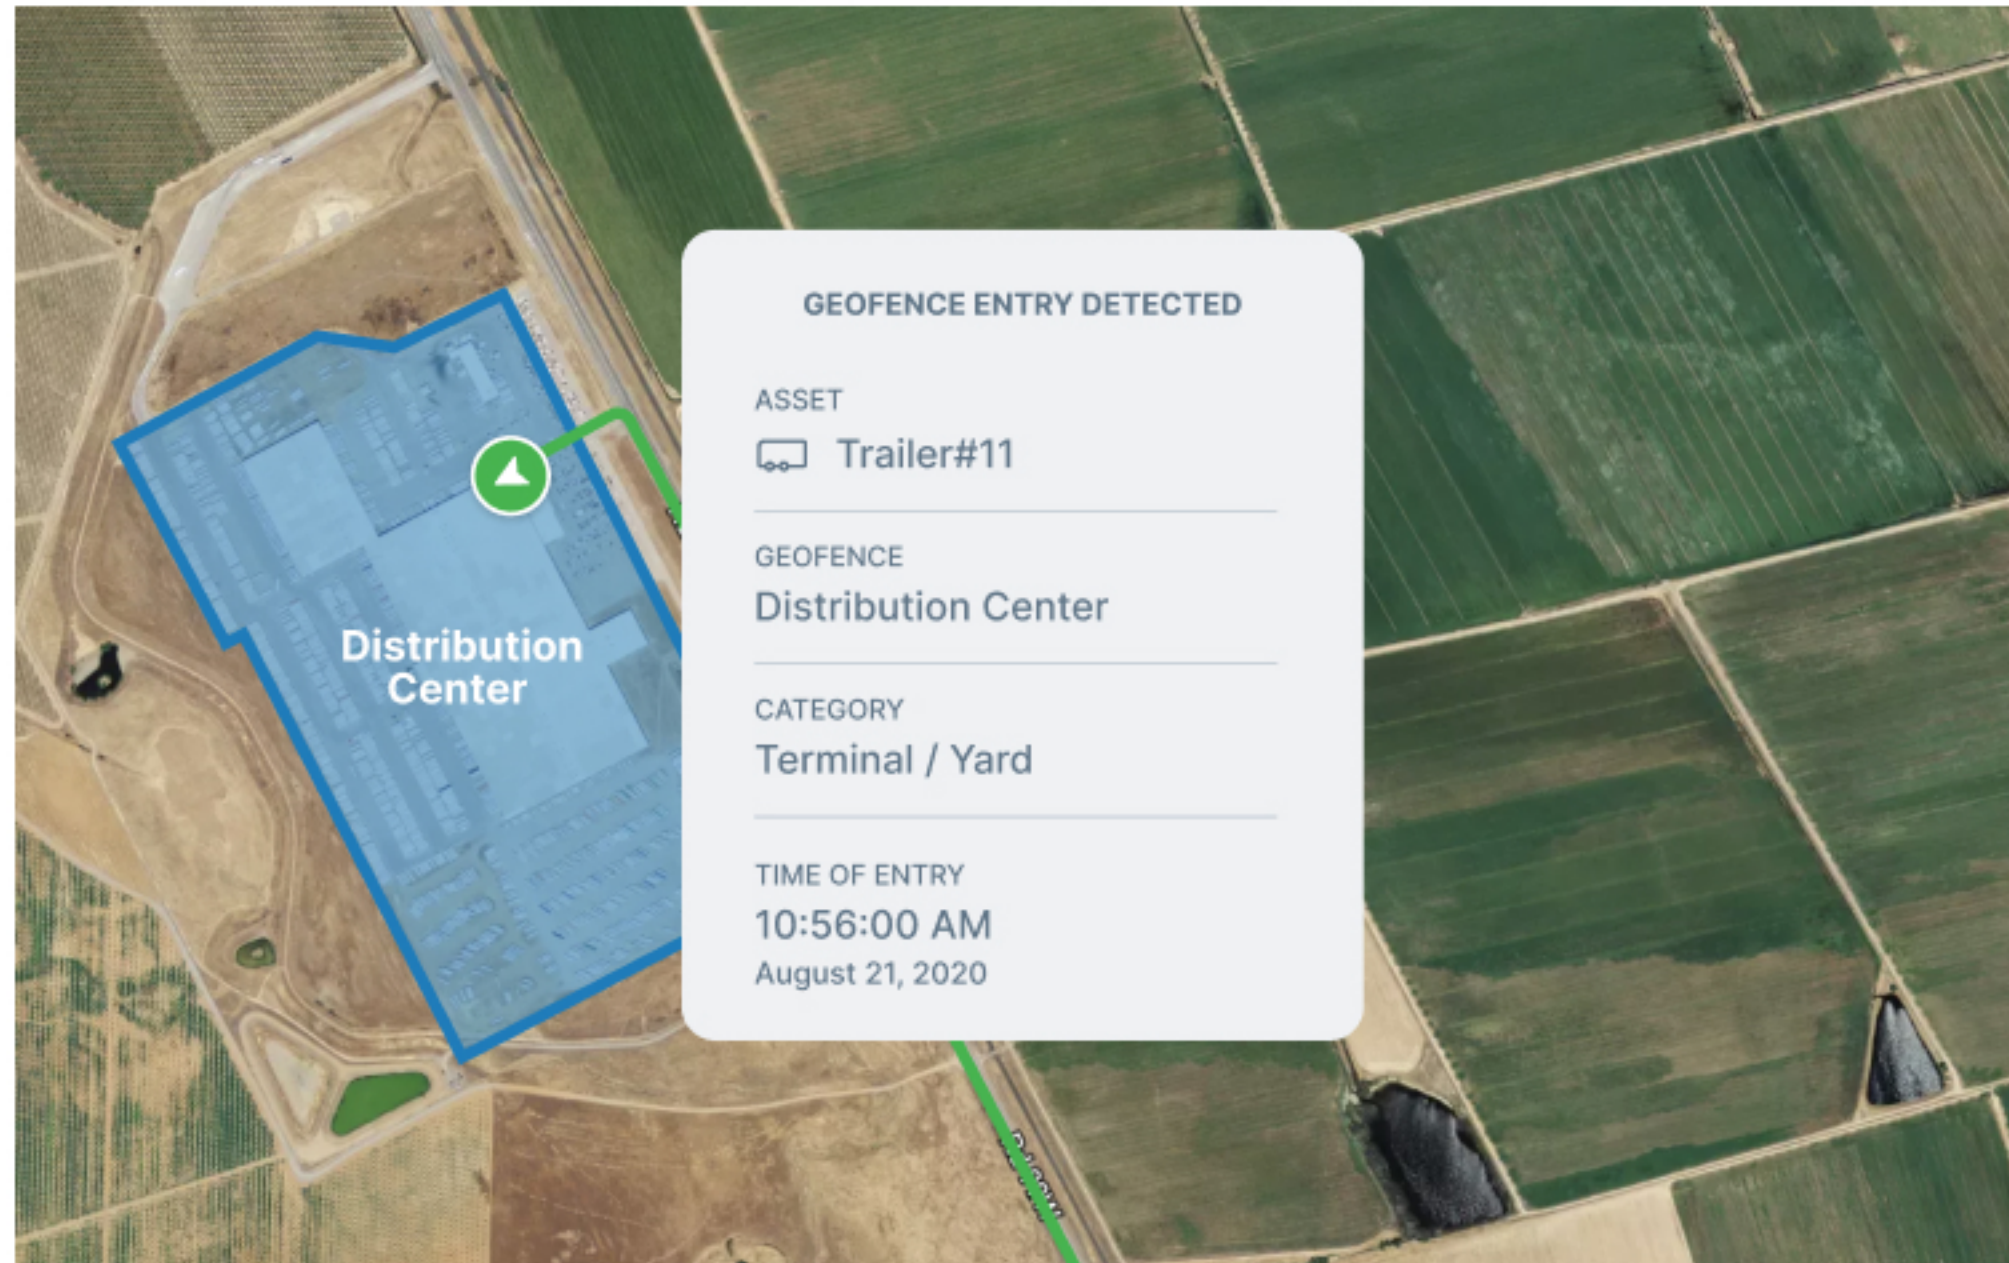 Distribution
Center
GEOFENCE ENTRY DETECTED
ASSET
Trailer#11
GEOFENCE
Distribution Center
CATEGORY
Terminal / Yard
TIME OF ENTRY
10:56:00 AM
August 21, 2020